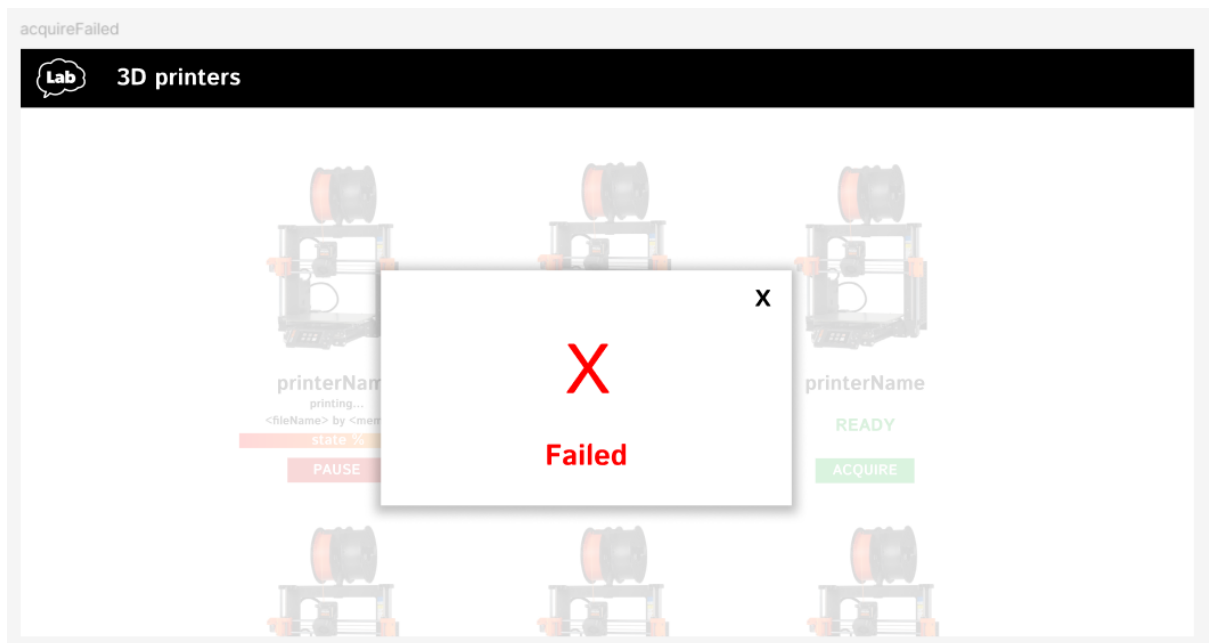 acquireFailed
Lab
3D printers
X
X
Failed
printerNam
printerName
printing...
<fileName> by <mem
READY
state %
PAUSE
ACQUIRE